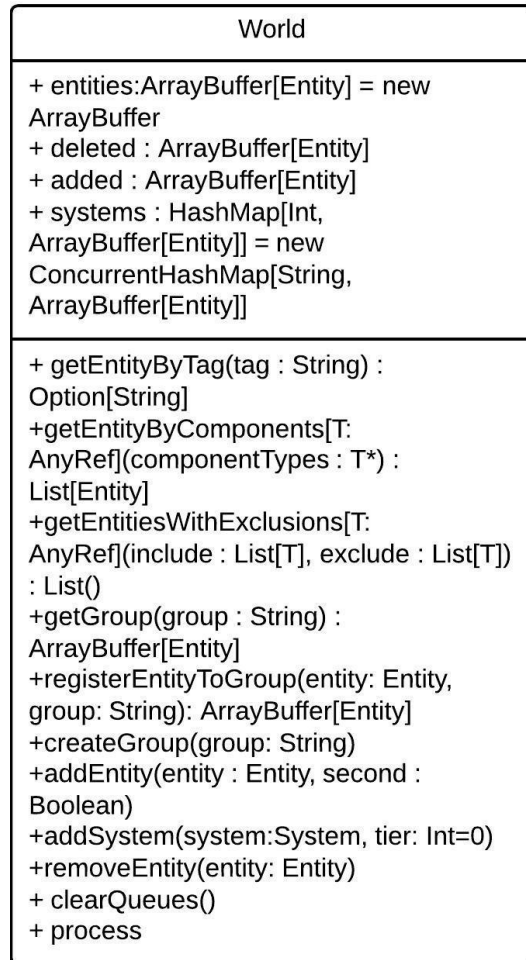 World
+ entities:ArrayBuffer[Entity] = new
ArrayBuffer
+ deleted : ArrayBuffer[Entity]
+ added : ArrayBuffer[Entity]
+ systems : HashMap[Int,
ArrayBuffer[Entity]] = new
ConcurrentHashMap[String,
ArrayBuffer[Entity]]
+ getEntityByTag(tag : String) :
Option[String]
+getEntityByComponents[T:
AnyRef](componentTypes : T*) :
List[Entity]
+getEntitiesWithExclusions[T:
AnyRef](include : List[T], exclude : List[T])
: List()
+getGroup(group : String) :
ArrayBuffer[Entity]
+registerEntityToGroup(entity: Entity,
group: String): ArrayBuffer[Entity]
+createGroup(group: String)
+addEntity(entity : Entity, second :
Boolean)
+addSystem(system:System, tier: Int=0)
+removeEntity(entity: Entity)
+ clearQueues()
+ process